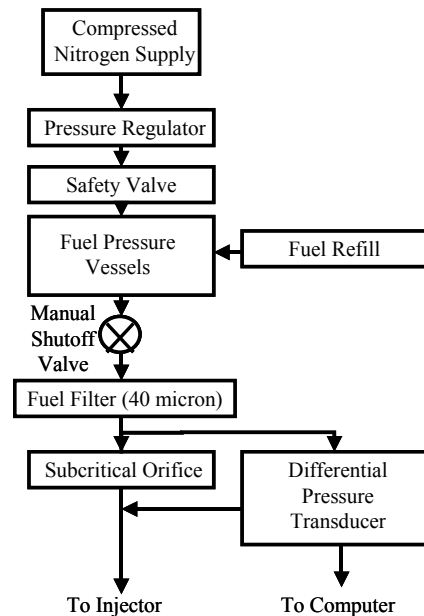 Compressed
Nitrogen Supply
Pressure Regulator
Safety Valve
Fuel Pressure
Vessels
Fuel Refill
Manual
Shutoff
Valve
Fuel Filter (40 micron)
Subcritical Orifice
Differential
Pressure
Transducer
To Injector
To Computer